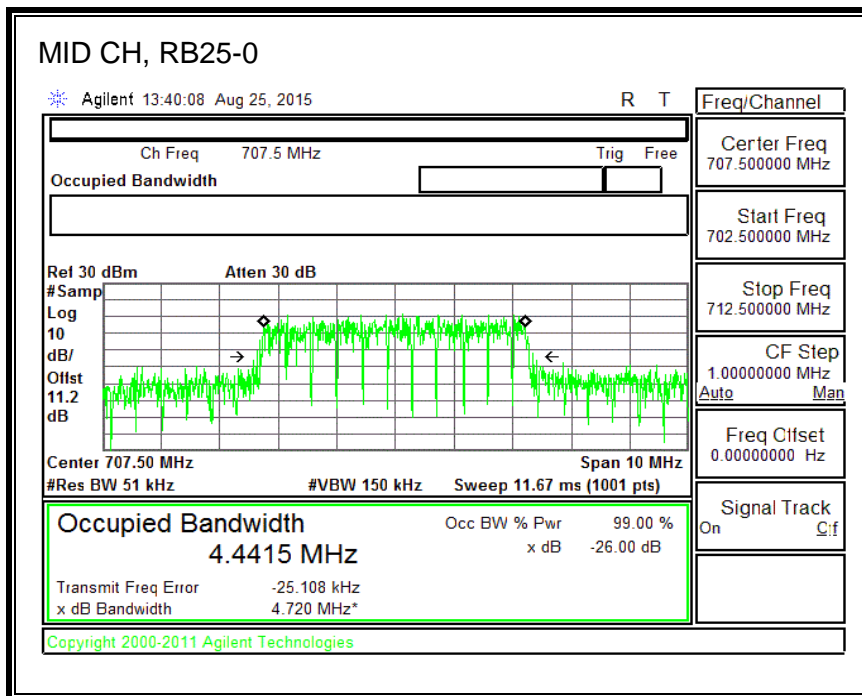 MID CH, RB25-0
Agilent 13:40:08 Aug 25, 2015 R T
Freq/Channel
Ch Freq 707.5 MHz Trig Free
Occupied Bandwidth
Center Freq
707.500000 MHz
Start Freq
702.500000 MHz
Ref 30 dBm Atten 30 dB
#Samp
Log
10
dB/
Offst
11.2
dB
Stop Freq
712.500000 MHz
CF Step
1.00000000 MHz
Auto Man
Freq Offset
0.00000000 Hz
Center 707.50 MHz Span 10 MHz
#Res BW 51 kHz #VBW 150 kHz Sweep 11.67 ms (1001 pts)
Signal Track
On Off
Occupied Bandwidth
4.4415 MHz
Occ BW % Pwr 99.00 %
x dB -26.00 dB
Transmit Freq Error -25.108 kHz
x dB Bandwidth 4.720 MHz*
Copyright 2000-2011 Agilent Technologies